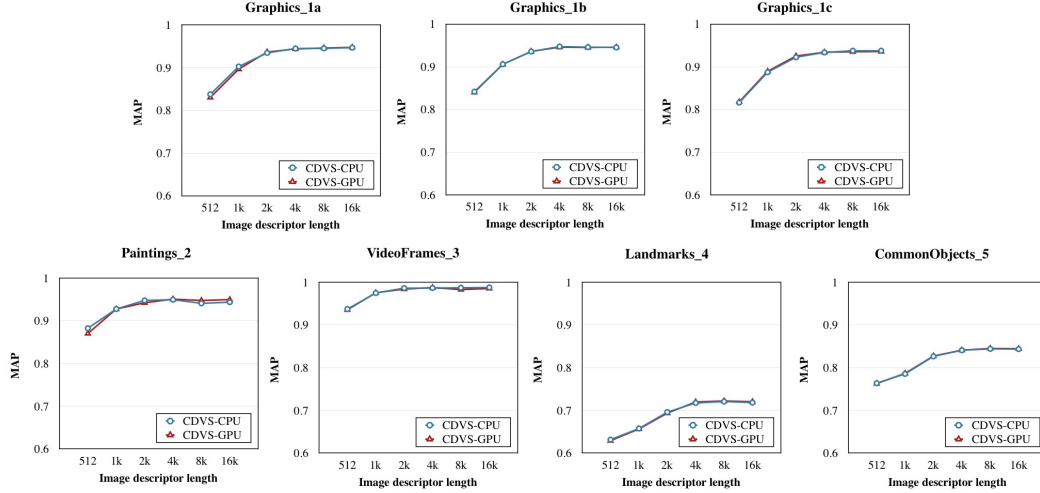 Graphics_1a
Graphics_1b
Graphics_1c
1
0.9
0.8
0.7
0.6
MAP
CDVS-CPU
CDVS-GPU
512 1k 2k 4k 8k 16k
Image descriptor length
1
0.9
0.8
0.7
0.6
MAP
CDVS-CPU
CDVS-GPU
512 1k 2k 4k 8k 16k
Image descriptor length
1
0.9
0.8
0.7
0.6
MAP
CDVS-CPU
CDVS-GPU
512 1k 2k 4k 8k 16k
Image descriptor length
Paintings_2
VideoFrames_3
Landmarks_4
CommonObjects_5
1
0.9
0.8
0.7
0.6
MAP
CDVS-CPU
CDVS-GPU
512 1k 2k 4k 8k 16k
Image descriptor length
1
0.9
0.8
0.7
0.6
MAP
CDVS-CPU
CDVS-GPU
512 1k 2k 4k 8k 16k
Image descriptor length
1
0.9
0.8
0.7
0.6
MAP
CDVS-CPU
CDVS-GPU
512 1k 2k 4k 8k 16k
Image descriptor length
1
0.9
0.8
0.7
0.6
MAP
CDVS-CPU
CDVS-GPU
512 1k 2k 4k 8k 16k
Image descriptor length